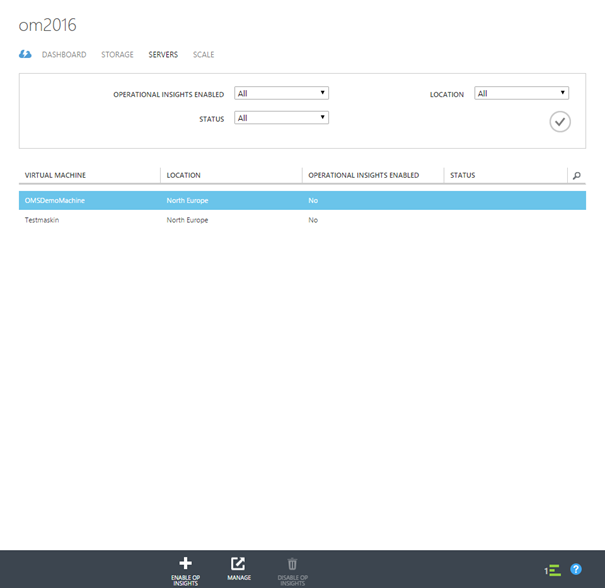 om2016
DASHBOARD STORAGE SERVERS SCALE
OPERATIONAL INSIGHTS ENABLED All LOCATION All
STATUS All
VIRTUAL MACHINE LOCATION OPERATIONAL INSIGHTS ENABLED STATUS
OMSDemoMachine North Europe No
Testmaskin North Europe No
ENABLE OP INSIGHTS
MANAGE
DISABLE OP INSIGHTS
1
?